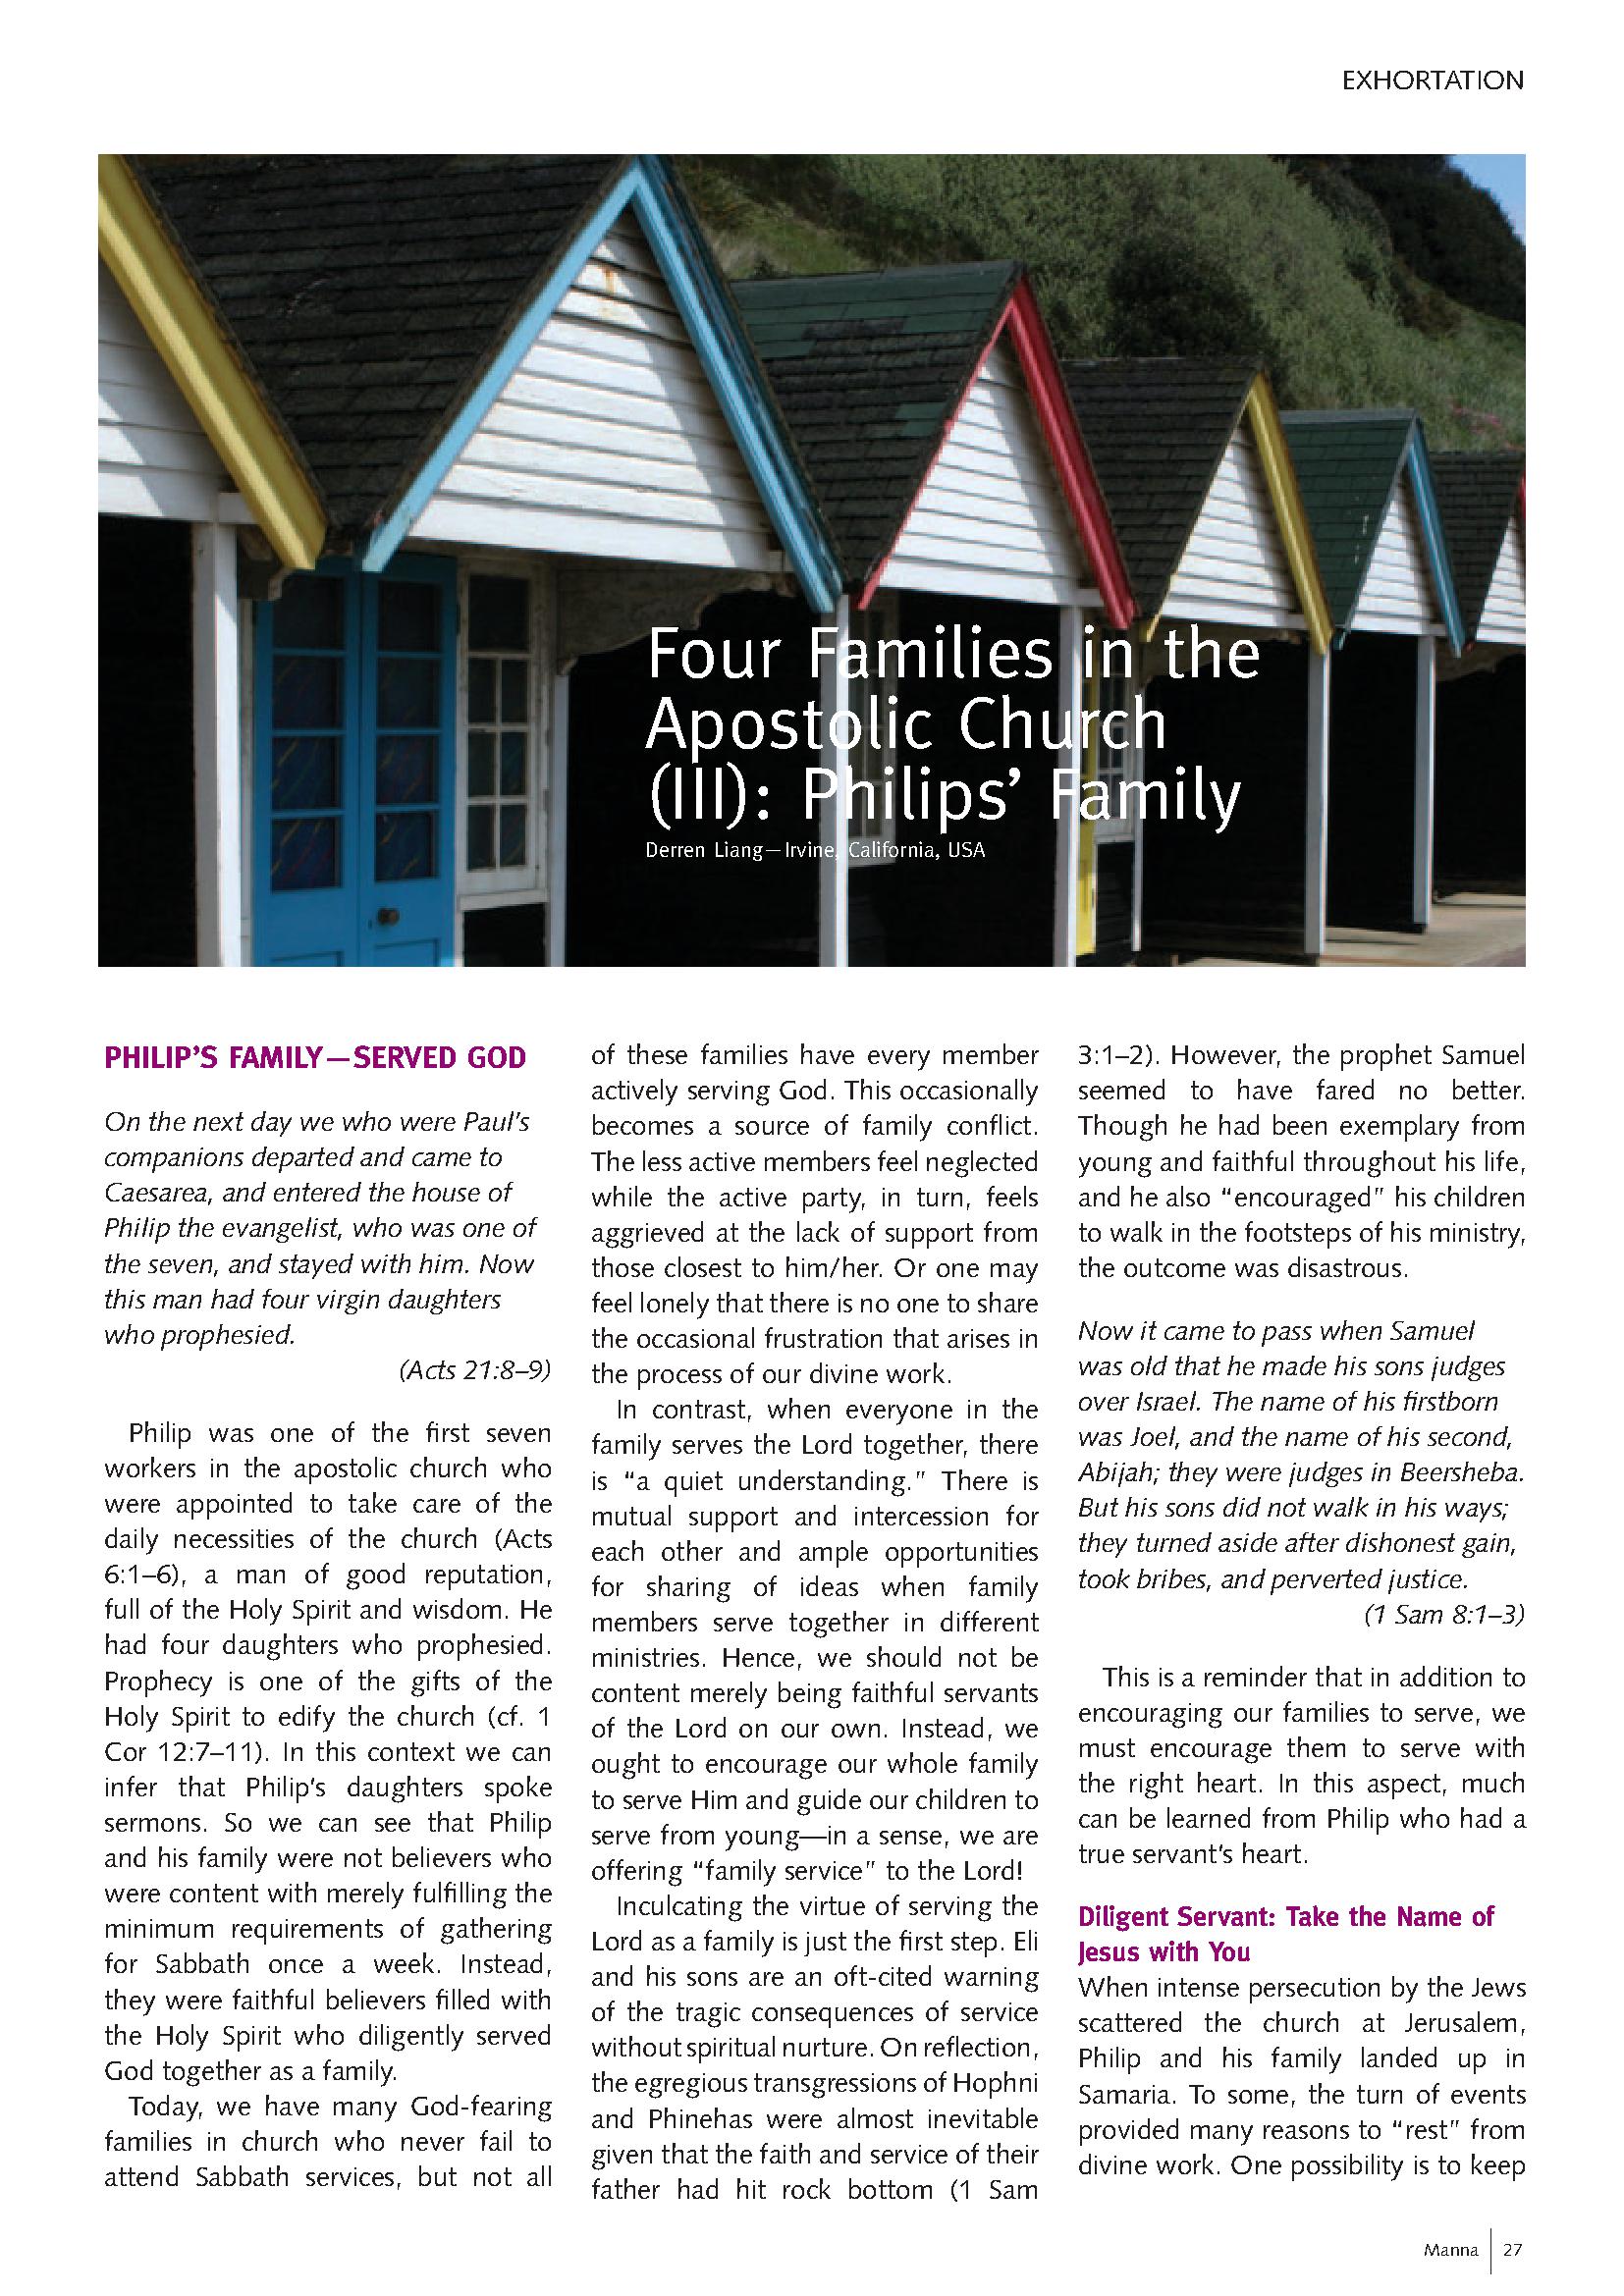 EXHORTATION
Four Families in the
Apostolic Church
(III): Philips’ Family
Derren Liang—Irvine, California, USA
PHILIP’S FAMILY—SERVED GOD
On the next day we who were Paul’s
companions departed and came to
Caesarea, and entered the house of
Philip the evangelist, who was one of
the seven, and stayed with him. Now
this man had four virgin daughters
who prophesied.
(Acts 21:8–9)
Philip was one of the first seven
workers in the apostolic church who
were appointed to take care of the
daily necessities of the church (Acts
6:1–6), a man of good reputation,
full of the Holy Spirit and wisdom. He
had four daughters who prophesied.
Prophecy is one of the gifts of the
Holy Spirit to edify the church (cf. 1
Cor 12:7–11). In this context we can
infer that Philip’s daughters spoke
sermons. So we can see that Philip
and his family were not believers who
were content with merely fulfilling the
minimum requirements of gathering
for Sabbath once a week. Instead,
they were faithful believers filled with
the Holy Spirit who diligently served
God together as a family.
Today, we have many God-fearing
families in church who never fail to
attend Sabbath services, but not all
of these families have every member
actively serving God. This occasionally
becomes a source of family conflict.
The less active members feel neglected
while the active party, in turn, feels
aggrieved at the lack of support from
those closest to him/her. Or one may
feel lonely that there is no one to share
the occasional frustration that arises in
the process of our divine work.
In contrast, when everyone in the
family serves the Lord together, there
is “a quiet understanding.” There is
mutual support and intercession for
each other and ample opportunities
for sharing of ideas when family
members serve together in different
ministries. Hence, we should not be
content merely being faithful servants
of the Lord on our own. Instead, we
ought to encourage our whole family
to serve Him and guide our children to
serve from young—in a sense, we are
offering “family service” to the Lord!
Inculcating the virtue of serving the
Lord as a family is just the first step. Eli
and his sons are an oft-cited warning
of the tragic consequences of service
without spiritual nurture. On reflection,
the egregious transgressions of Hophni
and Phinehas were almost inevitable
given that the faith and service of their
father had hit rock bottom (1 Sam
3:1–2). However, the prophet Samuel
seemed to have fared no better.
Though he had been exemplary from
young and faithful throughout his life,
and he also “encouraged” his children
to walk in the footsteps of his ministry,
the outcome was disastrous.
Now it came to pass when Samuel
was old that he made his sons judges
over Israel. The name of his firstborn
was Joel, and the name of his second,
Abijah; they were judges in Beersheba.
But his sons did not walk in his ways;
they turned aside after dishonest gain,
took bribes, and perverted justice.
(1 Sam 8:1–3)
This is a reminder that in addition to
encouraging our families to serve, we
must encourage them to serve with
the right heart. In this aspect, much
can be learned from Philip who had a
true servant’s heart.
Diligent Servant: Take the Name of
Jesus with You
When intense persecution by the Jews
scattered the church at Jerusalem,
Philip and his family landed up in
Samaria. To some, the turn of events
provided many reasons to “rest” from
divine work. One possibility is to keep
Manna 27